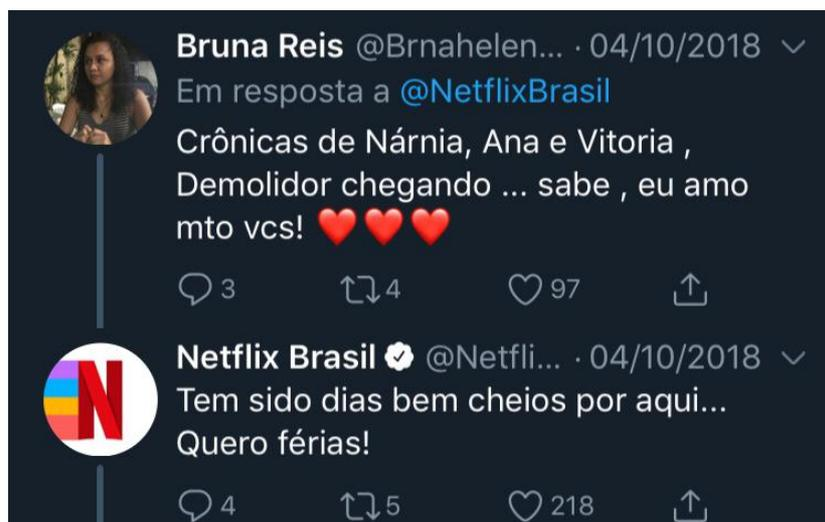 Bruna Reis @Brnahelen... · 04/10/2018
Em resposta a @NetflixBrasil
Crônicas de Nárnia, Ana e Vitoria ,
Demolidor chegando ... sabe , eu amo
mto vcs! ❤️❤️❤️
3 4 97
Netflix Brasil @Netfli... · 04/10/2018
Tem sido dias bem cheios por aqui...
Quero férias!
4 5 218